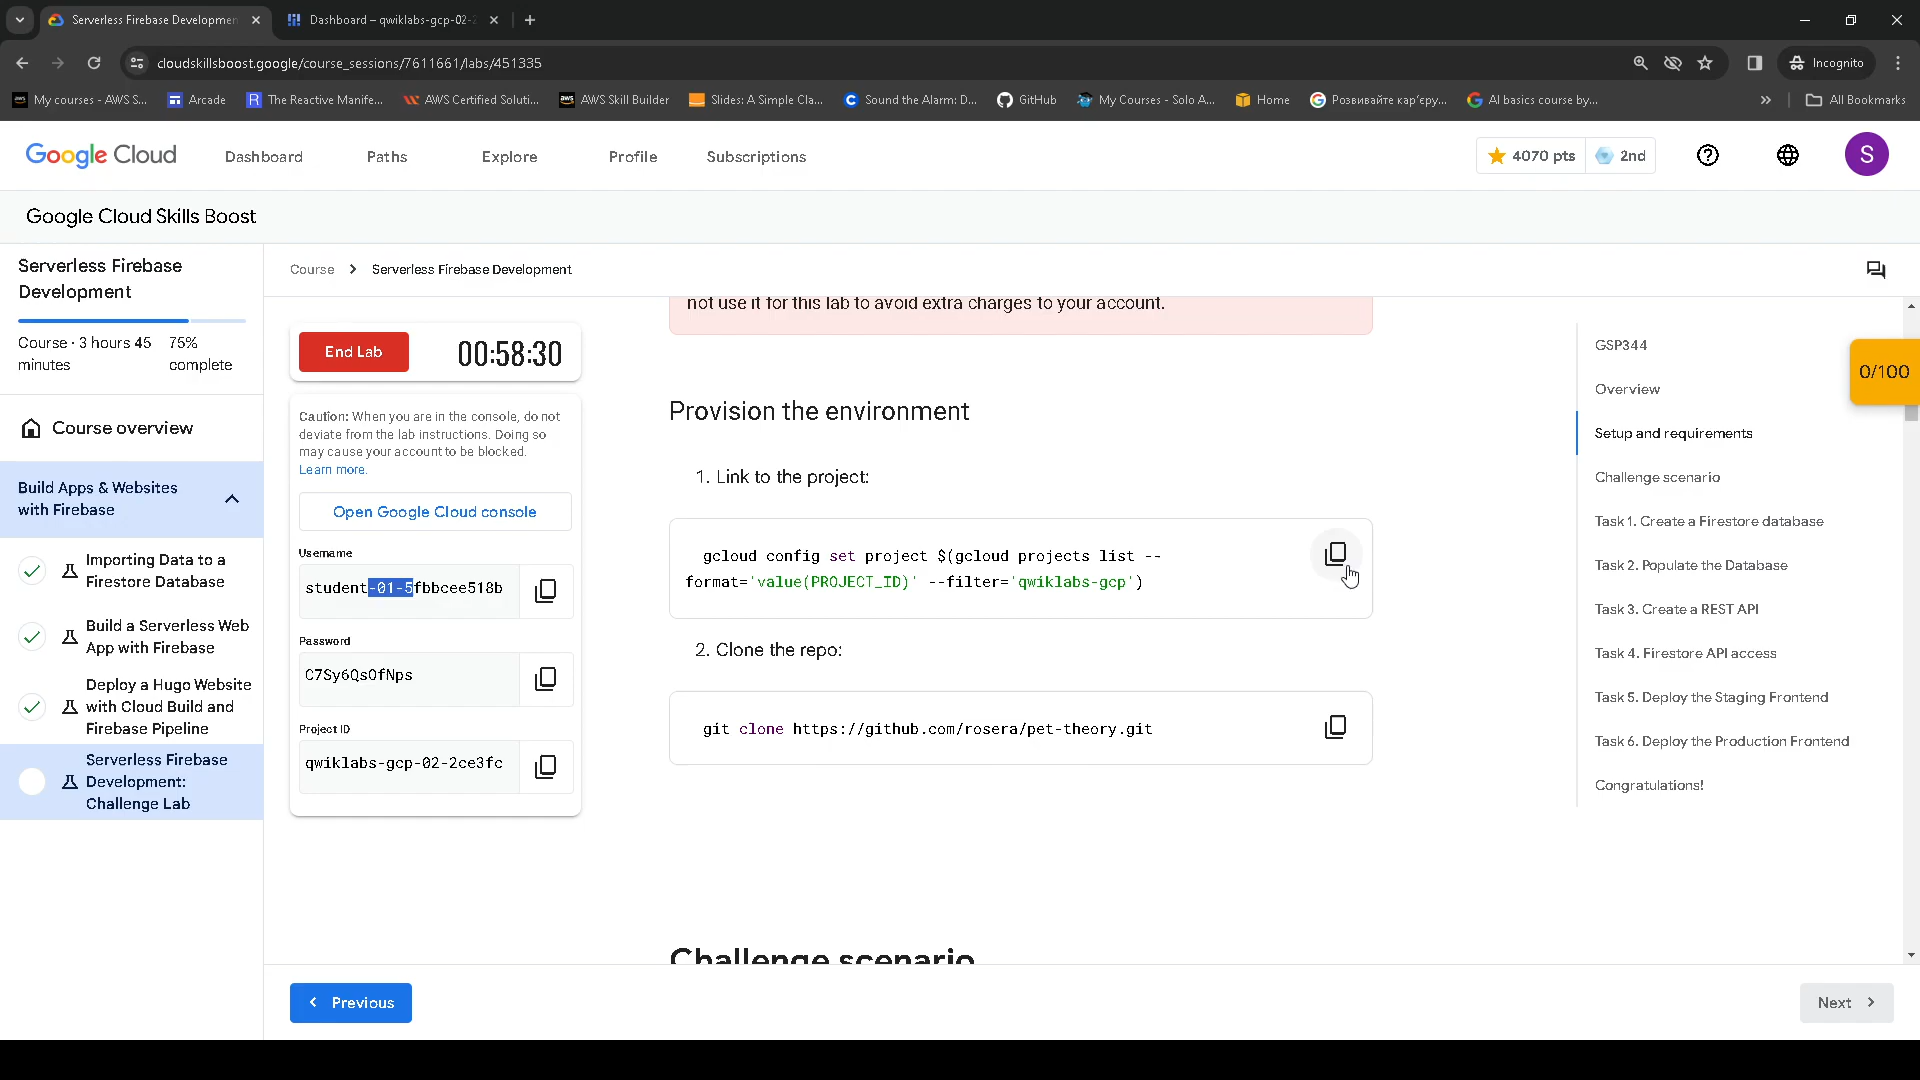 Serverless Firebase Developmen
Dashboard – qwiklabs-gcp-02-2
cloudskillsboost.google/course_sessions/7611661/labs/451335
Incognito
My courses - AWS S...
Arcade
The Reactive Manife...
AWS Certified Soluti...
AWS Skill Builder
Slides: A Simple Cla...
Sound the Alarm: D...
GitHub
My Courses - Solo A...
Home
Розвивайте кар'єру...
AI basics course by...
All Bookmarks
Google Cloud
Dashboard
Paths
Explore
Profile
Subscriptions
4070 pts
2nd
S
Google Cloud Skills Boost
Serverless Firebase
Development
Course · 3 hours 45
minutes
75%
complete
Course overview
Build Apps & Websites
with Firebase
Importing Data to a
Firestore Database
Build a Serverless Web
App with Firebase
Deploy a Hugo Website
with Cloud Build and
Firebase Pipeline
Serverless Firebase
Development:
Challenge Lab
Course
Serverless Firebase Development
End Lab
00:58:30
Caution: When you are in the console, do not
deviate from the lab instructions. Doing so
may cause your account to be blocked.
Learn more.
Open Google Cloud console
Username
student-01-5fbbcee518b
Password
C7Sy6QsOfNps
Project ID
qwiklabs-gcp-02-2ce3fc
not use it for this lab to avoid extra charges to your account.
Provision the environment
1. Link to the project:
gcloud config set project $(gcloud projects list --
format='value(PROJECT_ID)' --filter='qwiklabs-gcp')
2. Clone the repo:
git clone https://github.com/rosera/pet-theory.git
Challenge scenario
GSP344
Overview
Setup and requirements
Challenge scenario
Task 1. Create a Firestore database
Task 2. Populate the Database
Task 3. Create a REST API
Task 4. Firestore API access
Task 5. Deploy the Staging Frontend
Task 6. Deploy the Production Frontend
Congratulations!
0/100
Previous
Next